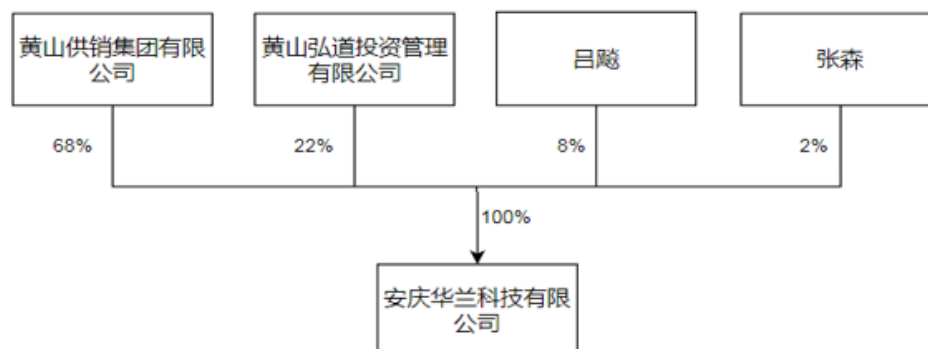 黄山供销集团有限
公司
黄山弘道投资管理
有限公司
吕飚
张森
68%
22%
8%
2%
100%
安庆华兰科技有限
公司